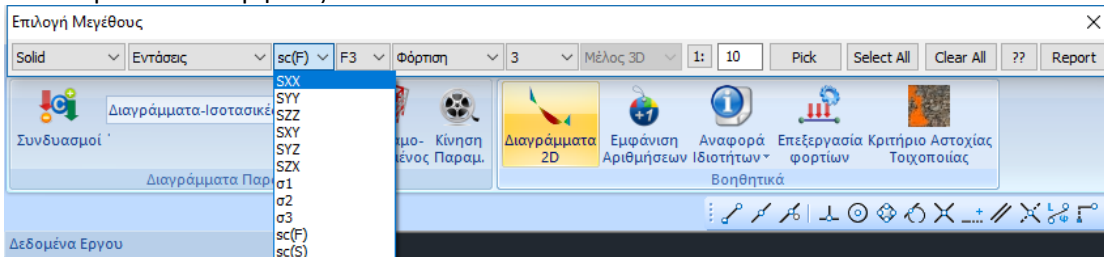 Επιλογή Μεγέθους
Solid Εντάσεις sc(F) F3 Φόρτιση 3 Μέλος 3D 1: 10 Pick Select All Clear All ?? Report
SXX
SYY
SZZ
SXY
SYZ
SZX
σ1
σ2
σ3
sc(F)
sc(S)
Συνδυασμοί
Διαγράμματα-Ισοτασικέ
Κίνηση
Παραμ.
Διαγράμματα
2D
Εμφάνιση
Αριθμήσεων
Αναφορά
Ιδιοτήτων
Επεξεργασία
φορτίων
Κριτήριο Αστοχίας
Τοιχοποιίας
Διαγράμματα Παρ
Βοηθητικά
Δεδομένα Εργου